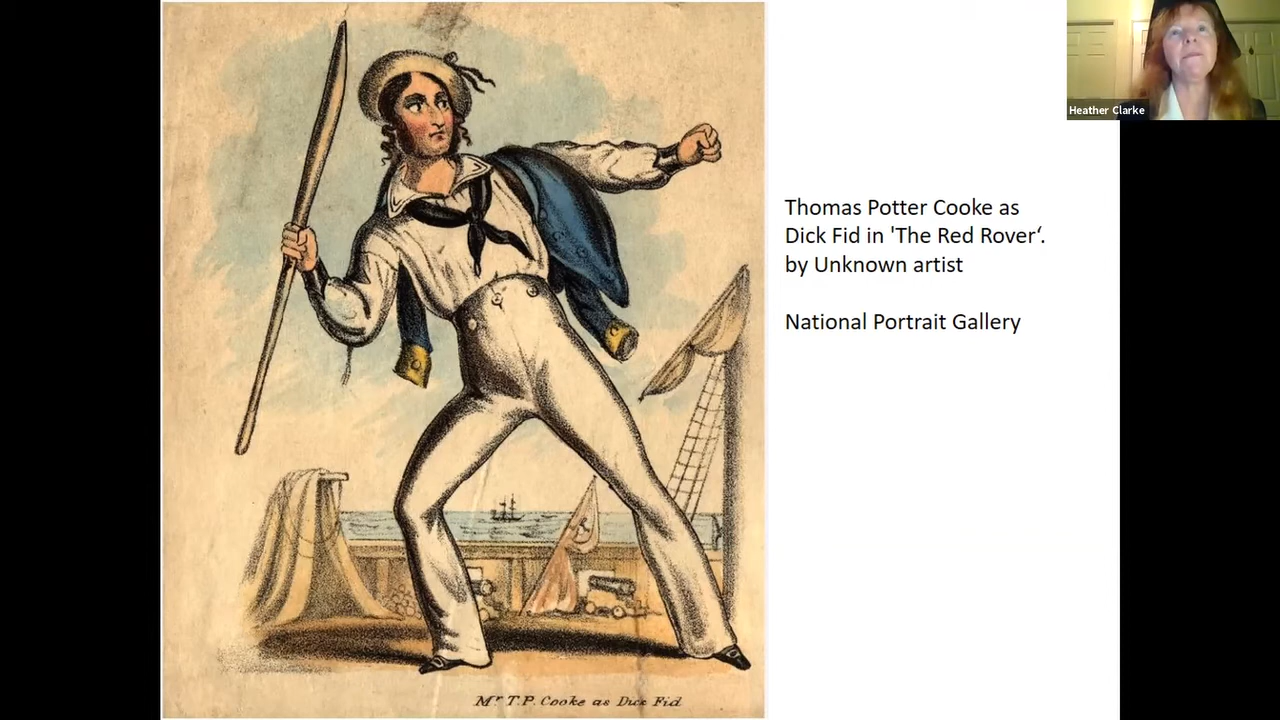 Heather Clarke
Thomas Potter Cooke as
Dick Fid in 'The Red Rover‘.
by Unknown artist
National Portrait Gallery
Mr T.P. Cooke as Dick Fid